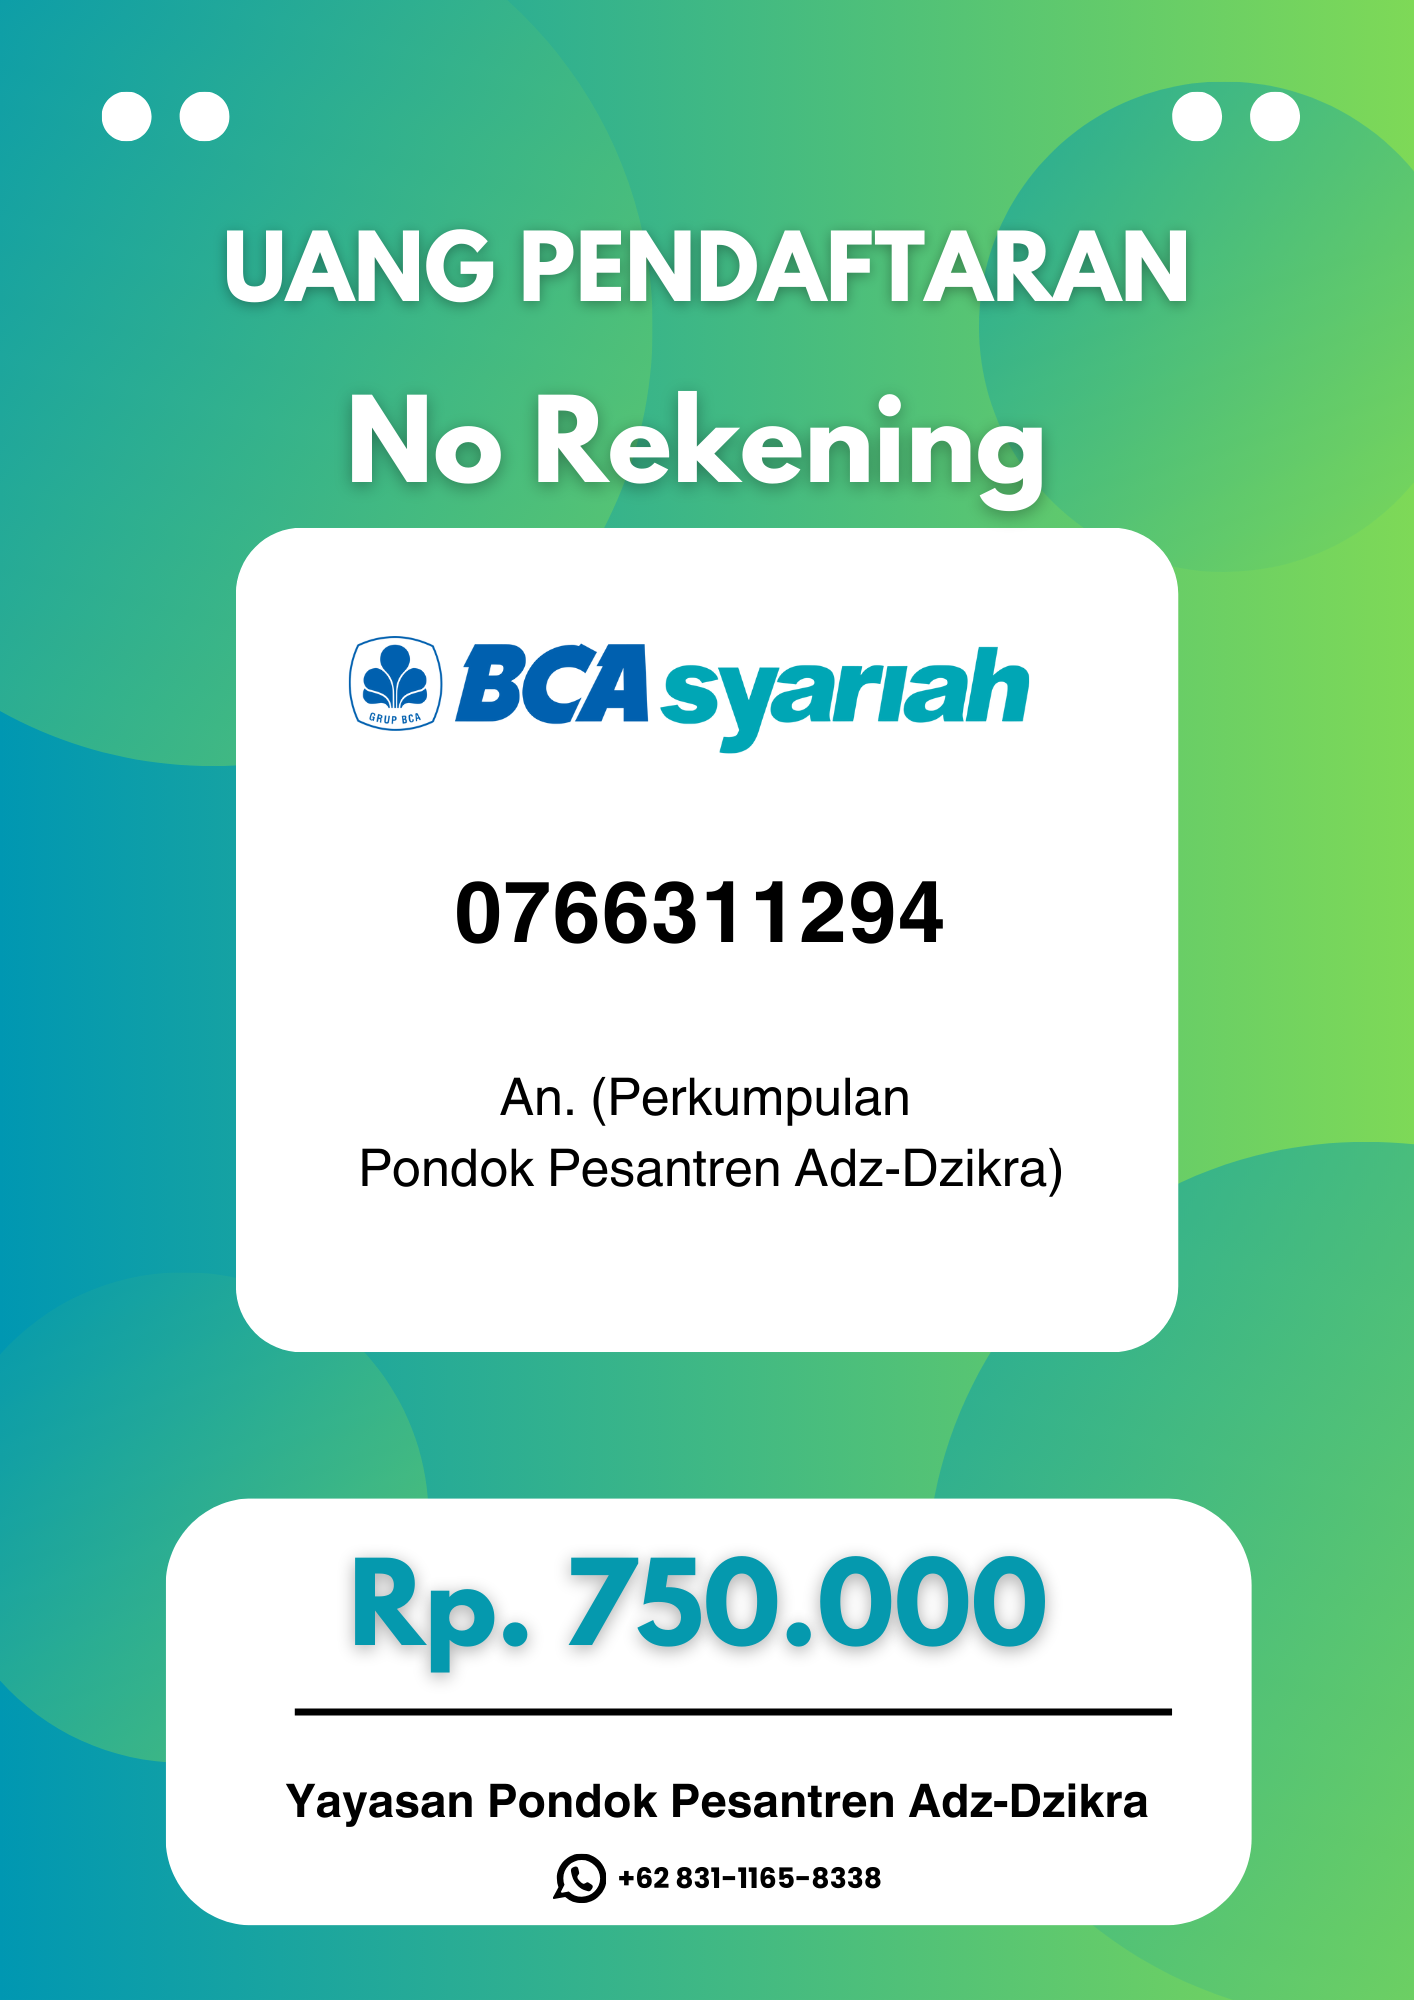 UANG PENDAFTARAN
No Rekening
GRUP BCA
BCA syariah
0766311294
An. (Perkumpulan
Pondok Pesantren Adz-Dzikra)
Rp. 750.000
Yayasan Pondok Pesantren Adz-Dzikra
+62 831-1165-8338